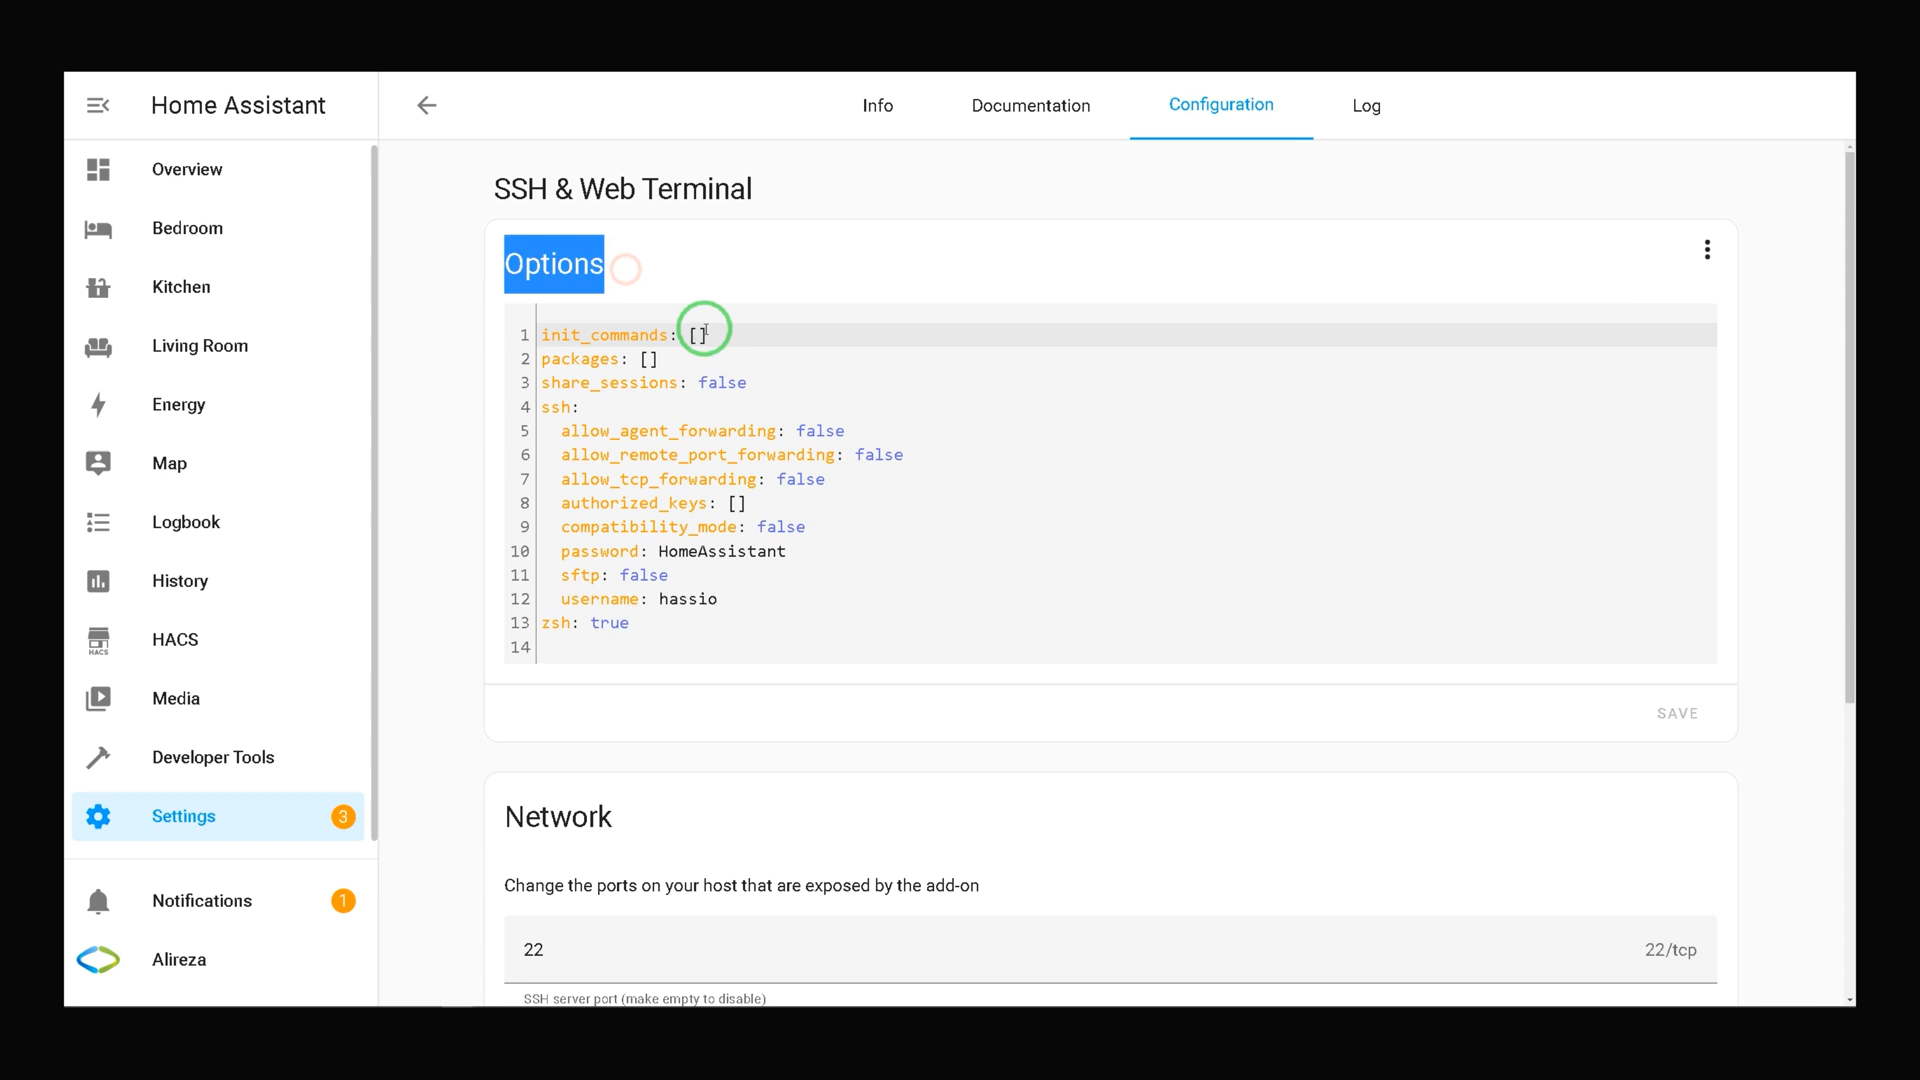 Home Assistant
Info
Documentation
Configuration
Log
Overview
Bedroom
Kitchen
Living Room
Energy
Map
Logbook
History
HACS
HACS
Media
Developer Tools
Settings 3
Notifications 1
Alireza
SSH & Web Terminal
Options
1 init_commands: []
2 packages: []
3 share_sessions: false
4 ssh:
5 allow_agent_forwarding: false
6 allow_remote_port_forwarding: false
7 allow_tcp_forwarding: false
8 authorized_keys: []
9 compatibility_mode: false
10 password: HomeAssistant
11 sftp: false
12 username: hassio
13 zsh: true
14
SAVE
Network
Change the ports on your host that are exposed by the add-on
22 22/tcp
SSH server port (make empty to disable)